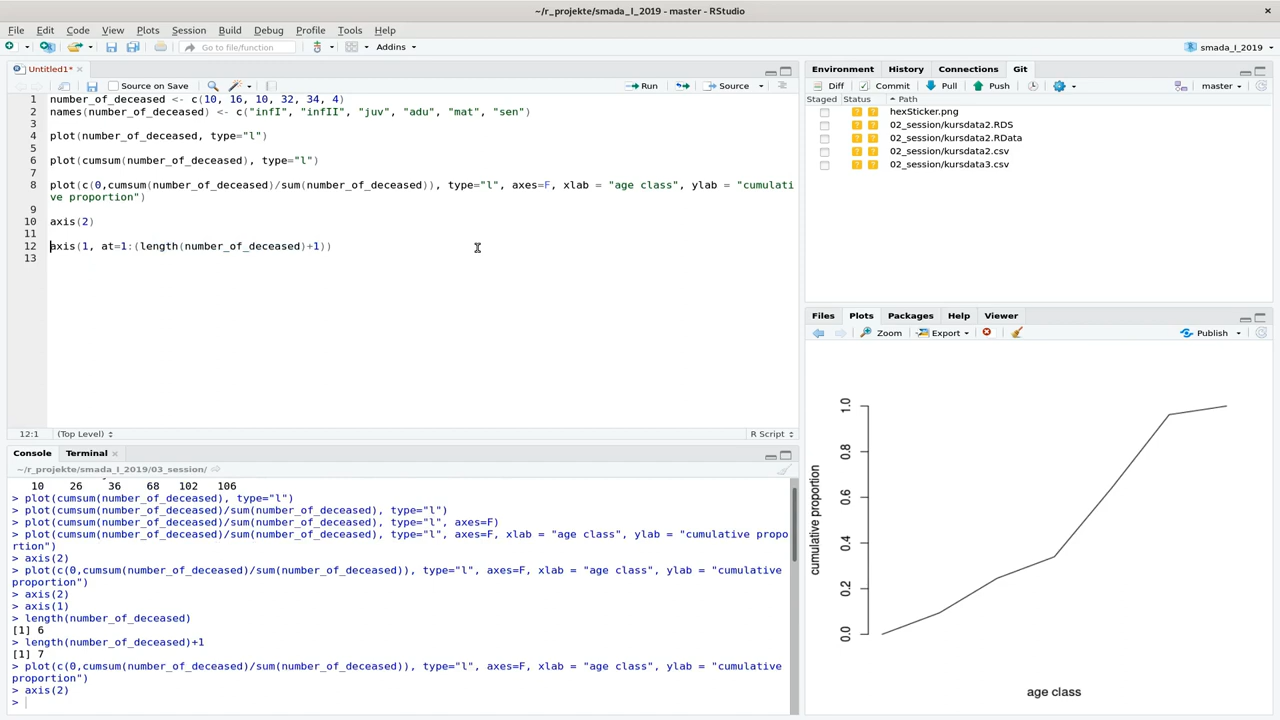 ~/r_projekte/smada_I_2019 - master - RStudio
File Edit Code View Plots Session Build Debug Profile Tools Help
Go to file/function Addins smada_I_2019
Untitled1*
Source on Save Run Source
1 number_of_deceased <- c(10, 16, 10, 32, 34, 4)
2 names(number_of_deceased) <- c("infI", "infII", "juv", "adu", "mat", "sen")
3
4 plot(number_of_deceased, type="l")
5
6 plot(cumsum(number_of_deceased), type="l")
7
8 plot(c(0,cumsum(number_of_deceased)/sum(number_of_deceased)), type="l", axes=F, xlab = "age class", ylab = "cumulati
ve proportion")
9
10 axis(2)
11
12 axis(1, at=1:(length(number_of_deceased)+1))
13
12:1 (Top Level) R Script
Console Terminal
~/r_projekte/smada_I_2019/03_session/
10 26 36 68 102 106
> plot(cumsum(number_of_deceased), type="l")
> plot(cumsum(number_of_deceased)/sum(number_of_deceased), type="l")
> plot(cumsum(number_of_deceased)/sum(number_of_deceased), type="l", axes=F)
> plot(cumsum(number_of_deceased)/sum(number_of_deceased), type="l", axes=F, xlab = "age class", ylab = "cumulative propo
rtion")
> axis(2)
> plot(c(0,cumsum(number_of_deceased)/sum(number_of_deceased)), type="l", axes=F, xlab = "age class", ylab = "cumulative
proportion")
> axis(2)
> axis(1)
> length(number_of_deceased)
[1] 6
> length(number_of_deceased)+1
[1] 7
> plot(c(0,cumsum(number_of_deceased)/sum(number_of_deceased)), type="l", axes=F, xlab = "age class", ylab = "cumulative
proportion")
> axis(2)
>
Environment History Connections Git
Diff Commit Pull Push master
Staged Status Path
? ? hexSticker.png
? ? 02_session/kursdata2.RDS
? ? 02_session/kursdata2.RData
? ? 02_session/kursdata2.csv
? ? 02_session/kursdata3.csv
Files Plots Packages Help Viewer
Zoom Export Publish
cumulative proportion
1.0
0.8
0.6
0.4
0.2
0.0
age class